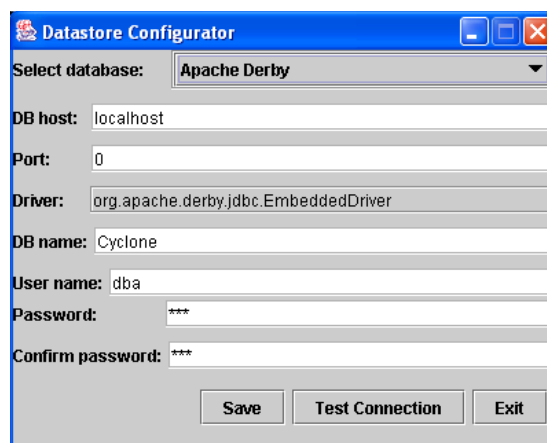 Datastore Configurator
Select database: Apache Derby
DB host: localhost
Port: 0
Driver: org.apache.derby.jdbc.EmbeddedDriver
DB name: Cyclone
User name: dba
Password: ***
Confirm password: ***
Save Test Connection Exit